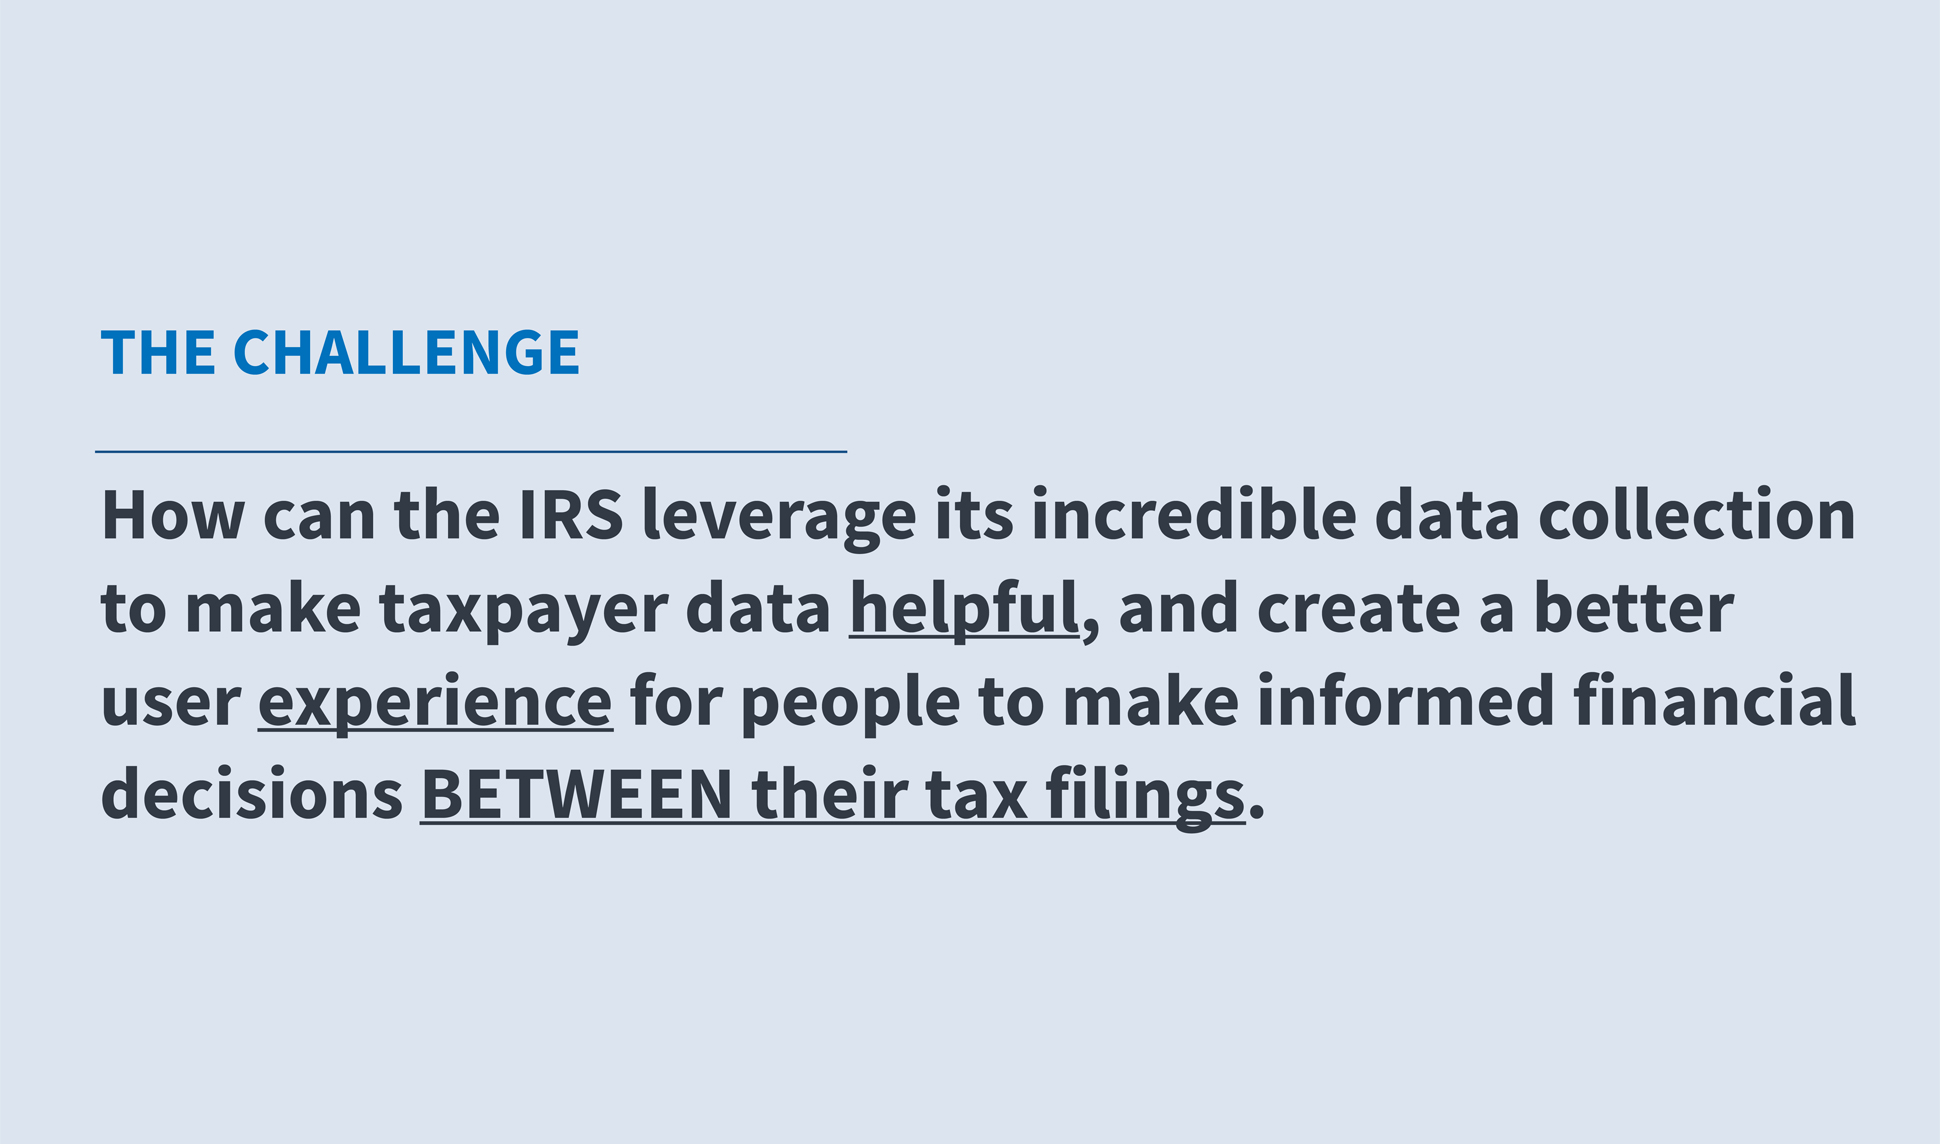 THE CHALLENGE
How can the IRS leverage its incredible data collection
to make taxpayer data helpful, and create a better
user experience for people to make informed financial
decisions BETWEEN their tax filings.